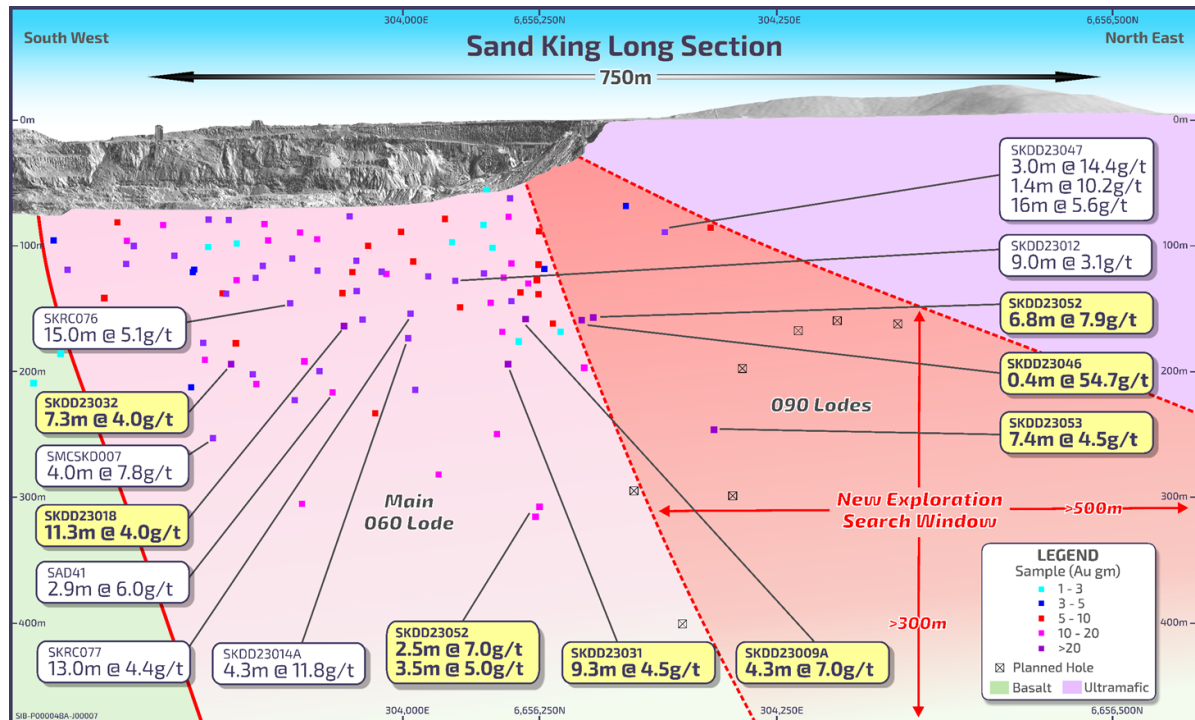 304,000E
6,656,250N
304,250E
6,656,500N
South West
Sand King Long Section
North East
750m
0m
0m
SKDD23047
3.0m @ 14.4g/t
1.4m @ 10.2g/t
16m @ 5.6g/t
100m
100m
SKDD23012
9.0m @ 3.1g/t
SKRC076
15.0m @ 5.1g/t
SKDD23052
6.8m @ 7.9g/t
200m
200m
SKDD23046
0.4m @ 54.7g/t
SKDD23032
7.3m @ 4.0g/t
090 Lodes
SKDD23053
7.4m @ 4.5g/t
SMCSKD007
4.0m @ 7.8g/t
300m
300m
Main
060 Lode
New Exploration
Search Window
>500m
SKDD23018
11.3m @ 4.0g/t
SAD41
2.9m @ 6.0g/t
LEGEND
Sample (Au gm)
1 - 3
3 - 5
5 - 10
10 - 20
>20
Planned Hole
Basalt
Ultramafic
400m
400m
>300m
SKRC077
13.0m @ 4.4g/t
SKDD23014A
4.3m @ 11.8g/t
SKDD23052
2.5m @ 7.0g/t
3.5m @ 5.0g/t
SKDD23031
9.3m @ 4.5g/t
SKDD23009A
4.3m @ 7.0g/t
SIB-P00004BA-J00007
304,000E
6,656,250N
304,250E
6,656,500N